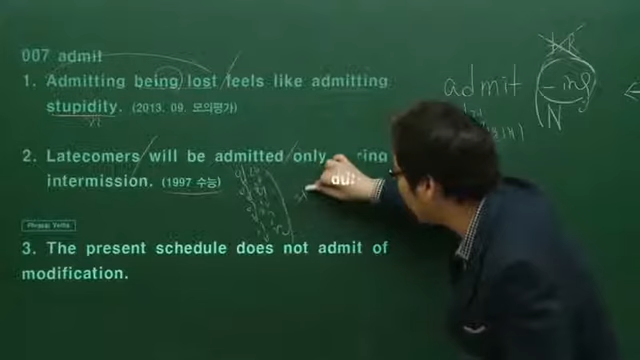 007 admit
1. Admitting being lost feels like admitting
stupidity. (2013. 09. 모의평가)
2. Latecomers will be admitted only ring
intermission. (1997 수능)
Phrasal Verbs
3. The present schedule does not admit of
modification.
admit
-ing
N